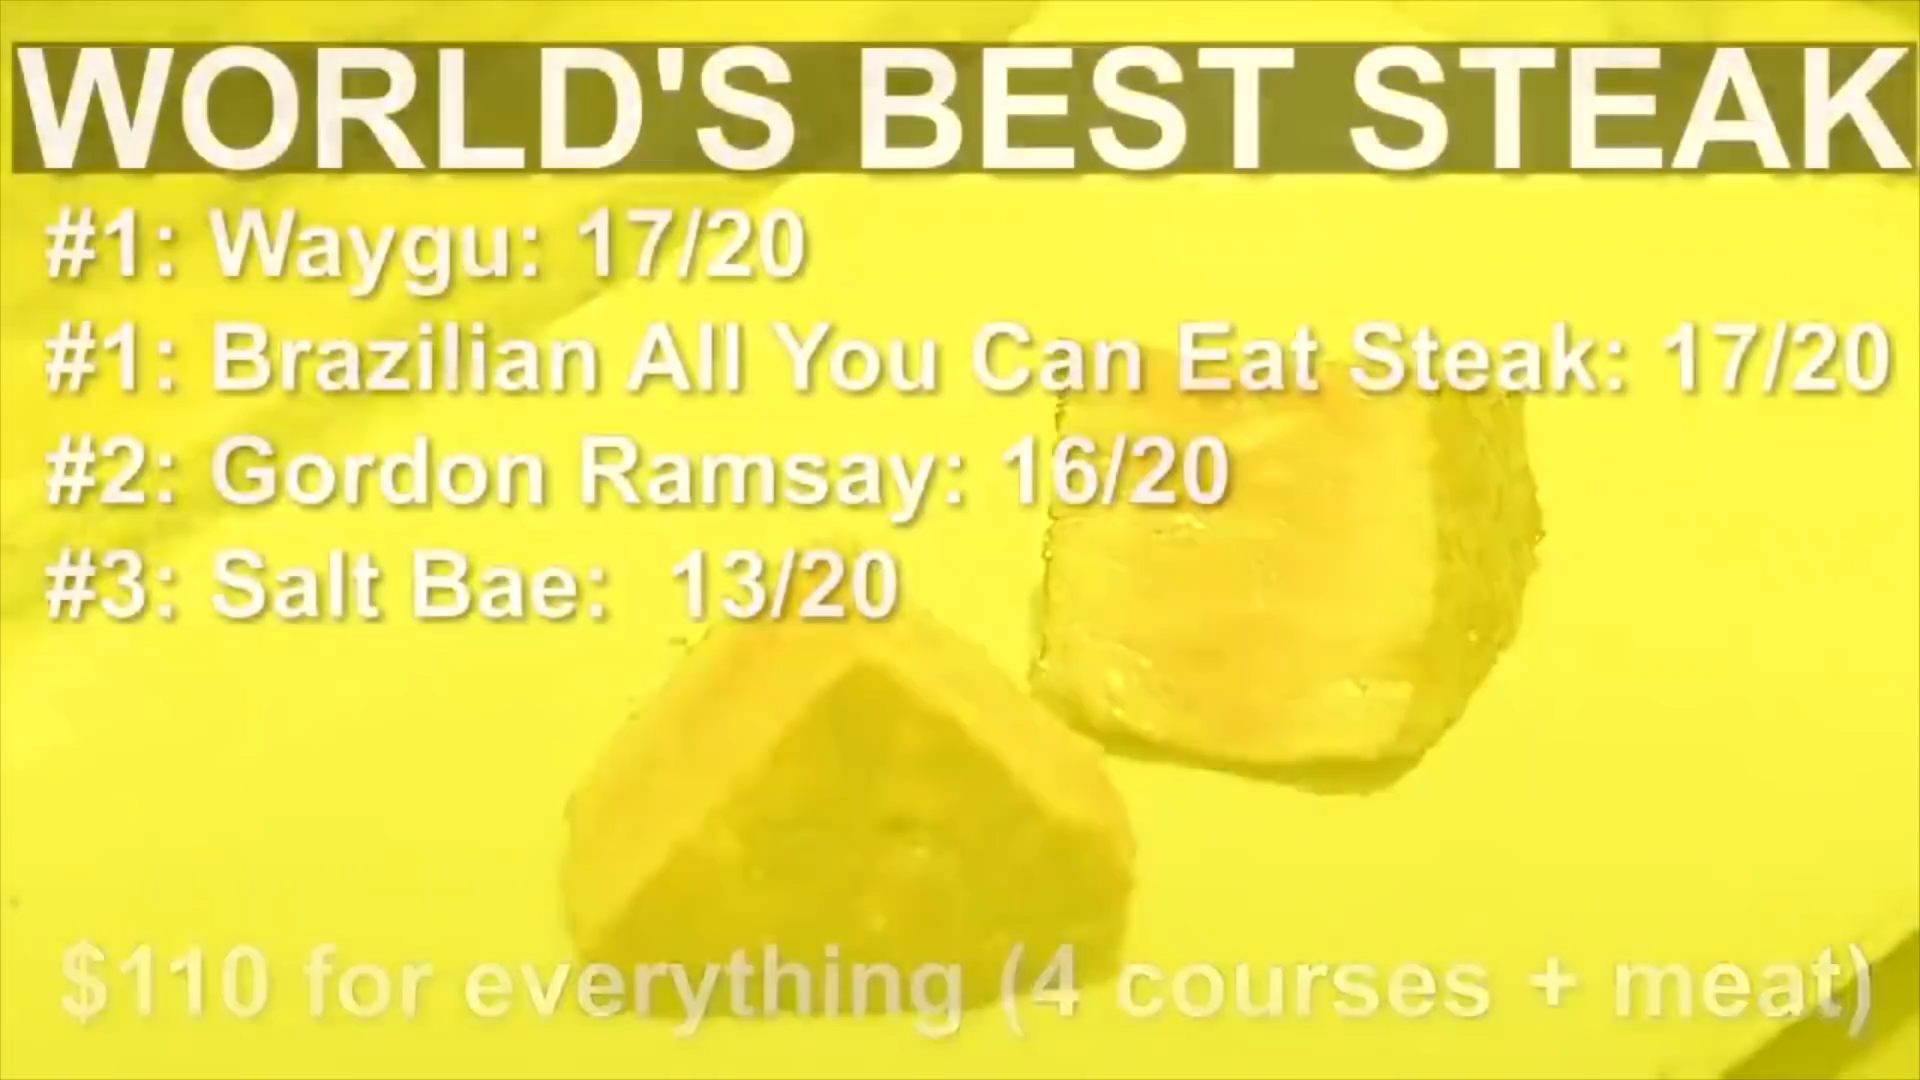 WORLD'S BEST STEAK
#1: Waygu: 17/20
#1: Brazilian All You Can Eat Steak: 17/20
#2: Gordon Ramsay: 16/20
#3: Salt Bae: 13/20
$110 for everything (4 courses + meat)